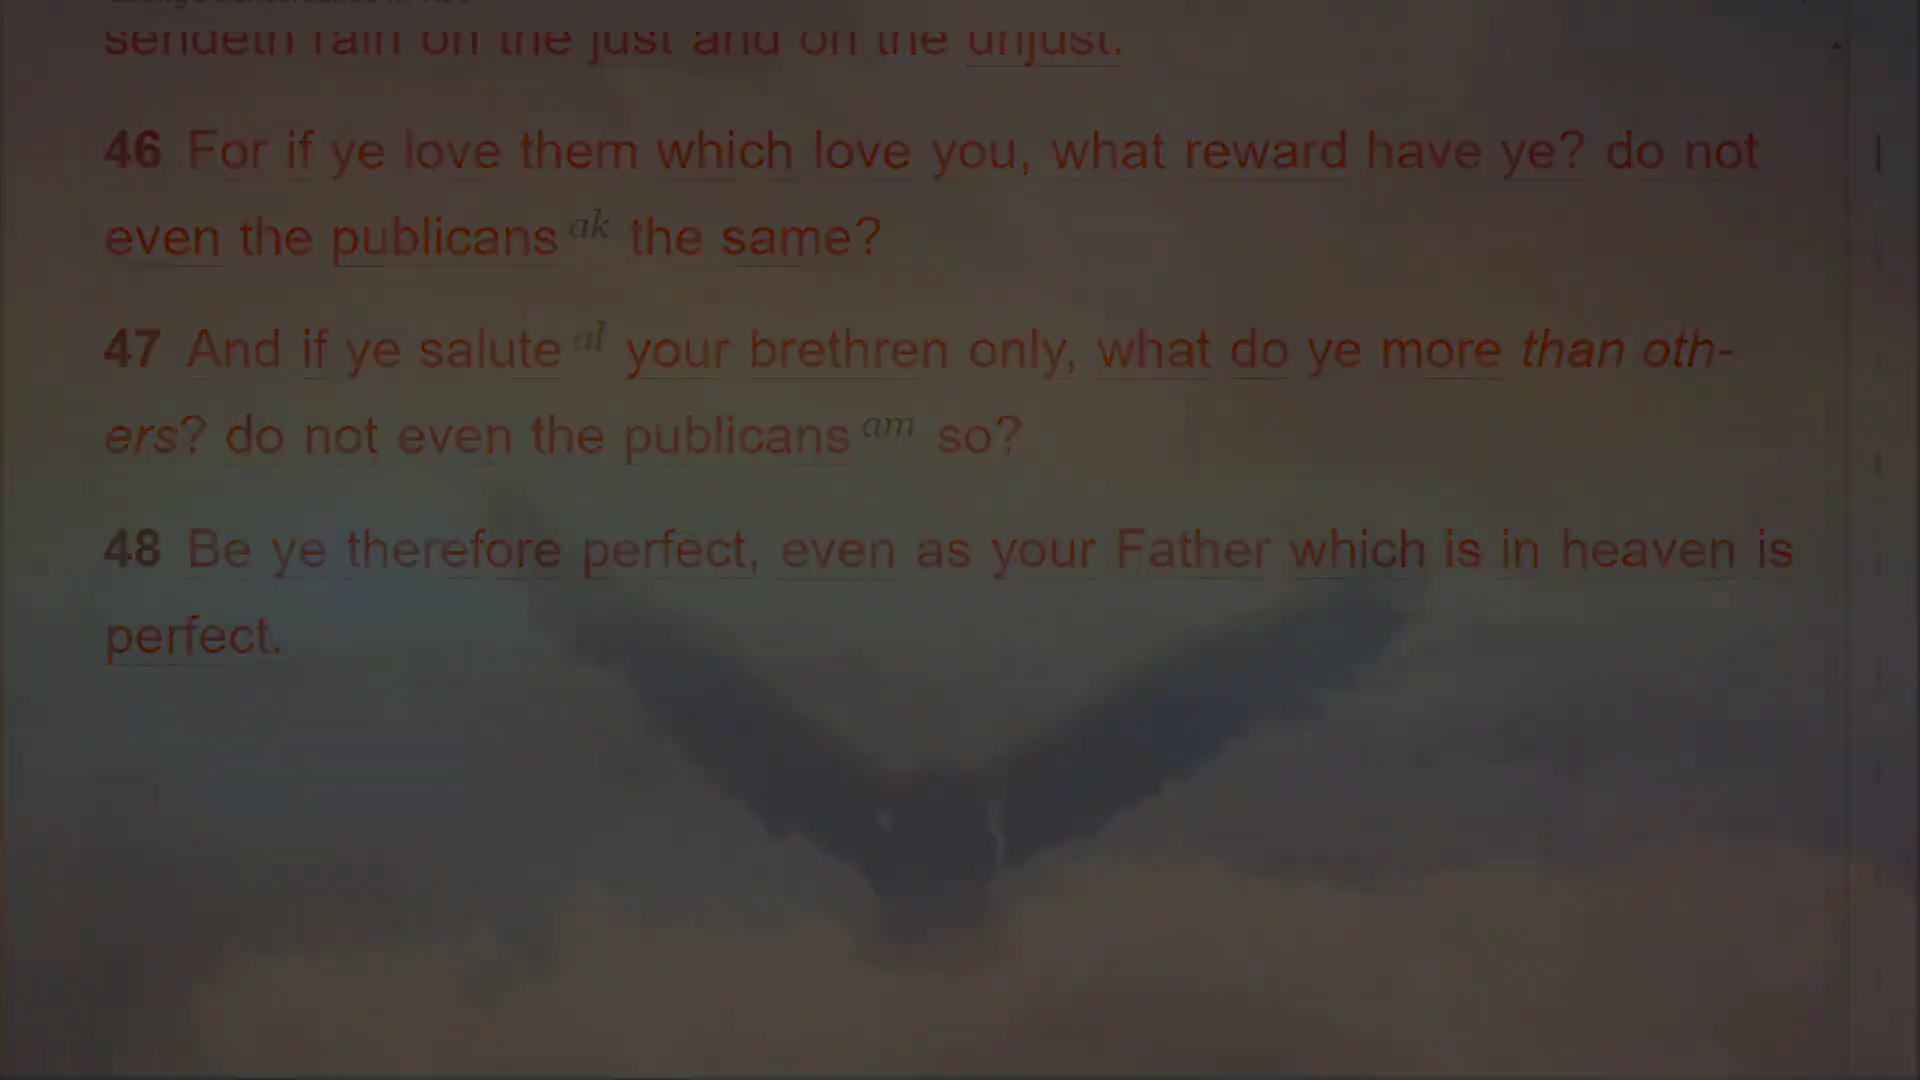 sendeth rain on the just and on the unjust.
46 For if ye love them which love you, what reward have ye? do not
even the publicans ak the same?
47 And if ye salute al your brethren only, what do ye more than oth-
ers? do not even the publicans am so?
48 Be ye therefore perfect, even as your Father which is in heaven is
perfect.